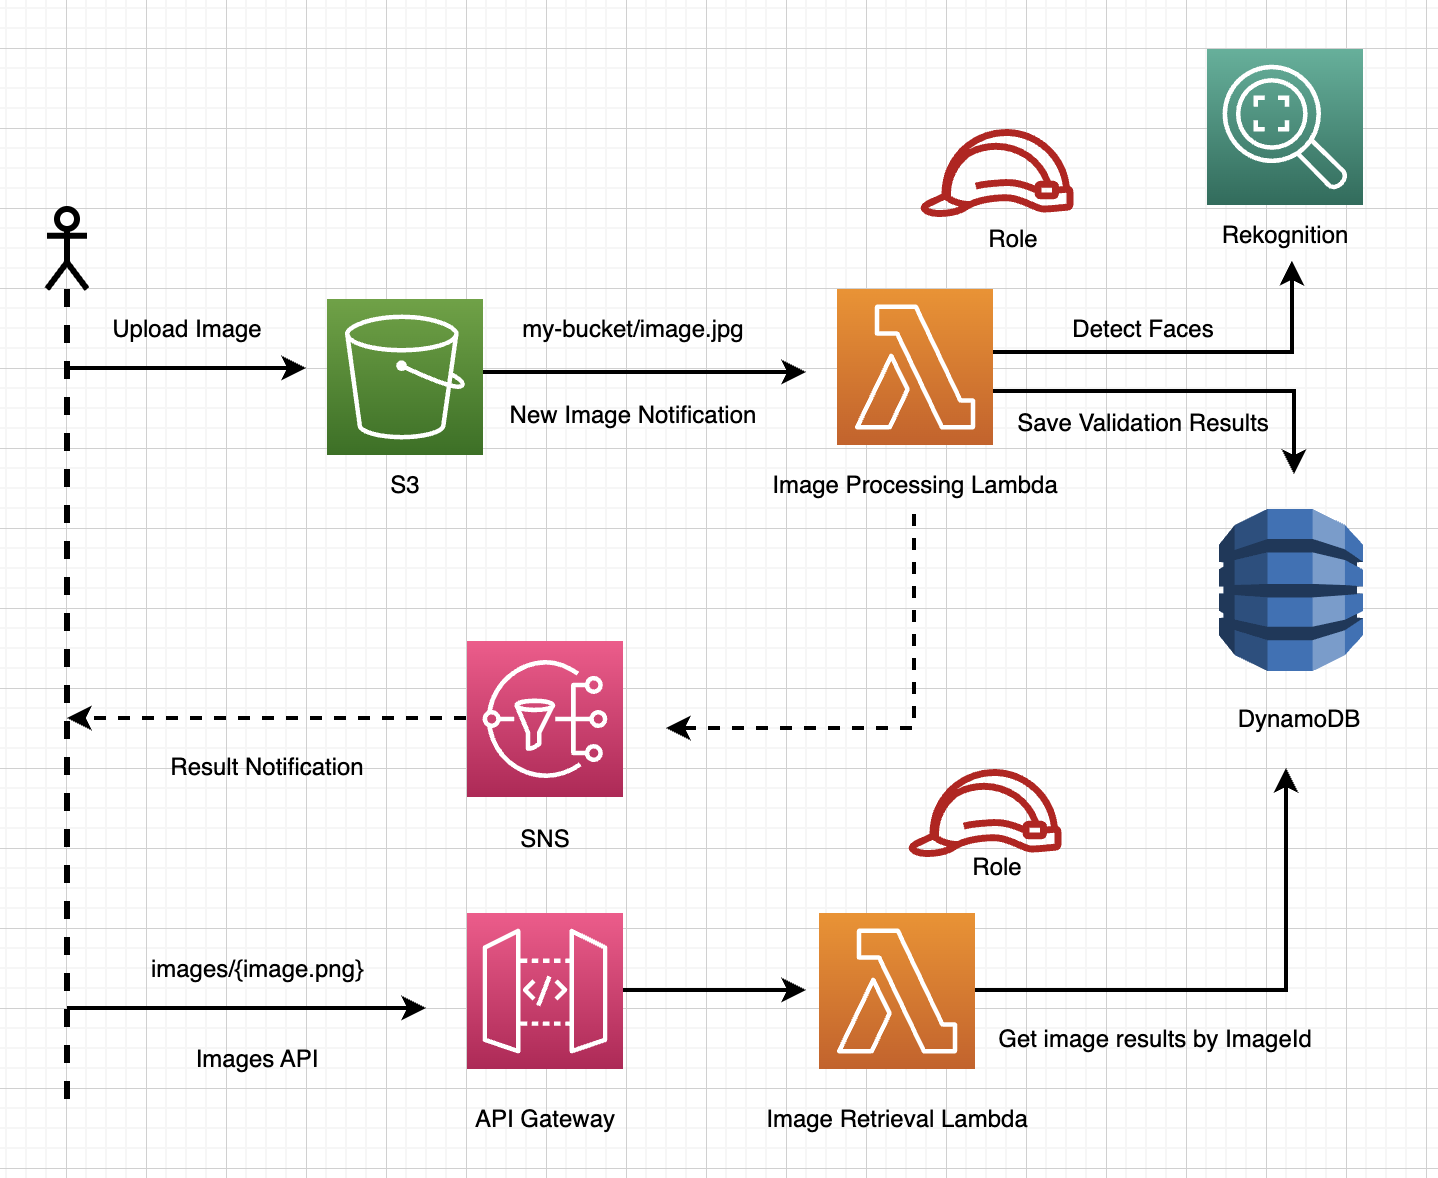 Role
Rekognition
Upload Image
my-bucket/image.jpg
Detect Faces
New Image Notification
Save Validation Results
S3
Image Processing Lambda
DynamoDB
Result Notification
SNS
Role
images/{image.png}
</>
Get image results by ImageId
Images API
API Gateway
Image Retrieval Lambda